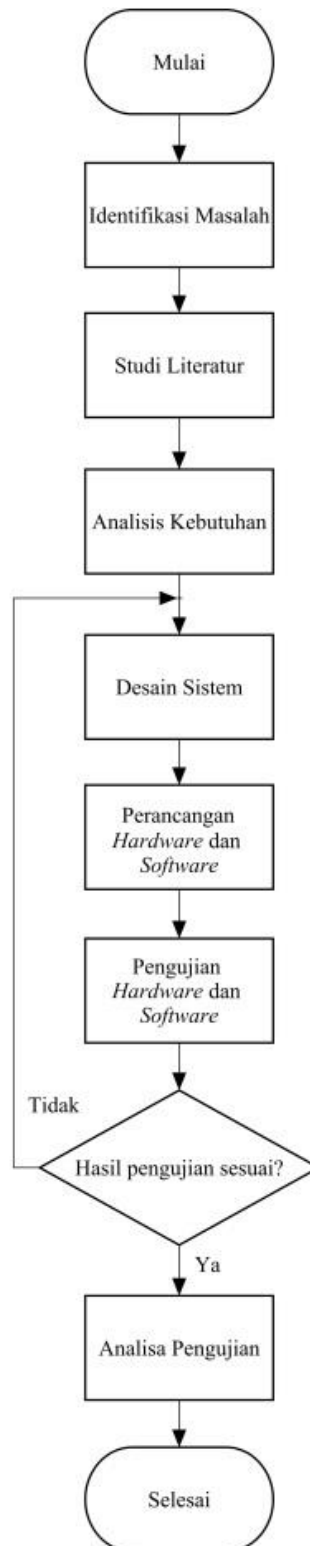 Mulai
Identifikasi Masalah
Studi Literatur
Analisis Kebutuhan
Desain Sistem
Perancangan
Hardware dan
Software
Pengujian
Hardware dan
Software
Tidak
Hasil pengujian sesuai?
Ya
Analisa Pengujian
Selesai